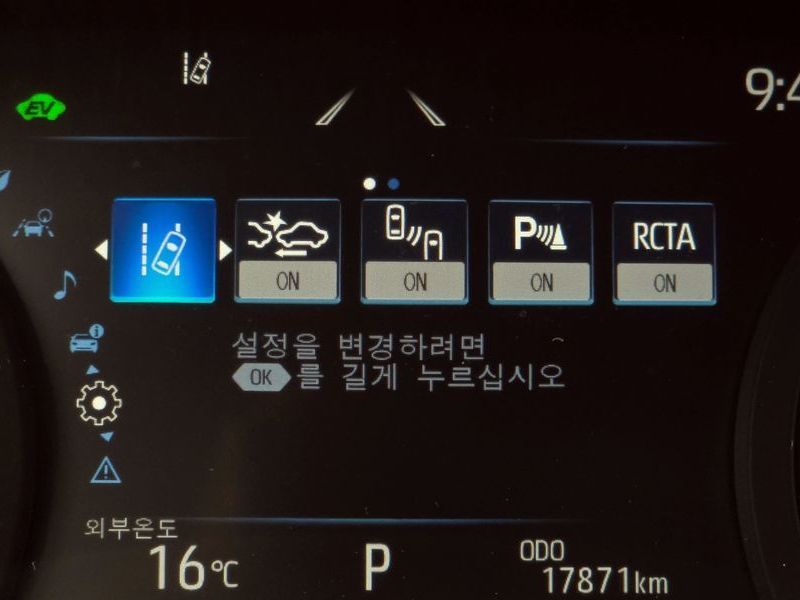 EV
9:4
ON
ON
P
ON
RCTA
ON
설정을 변경하려면
OK 를 길게 누르십시오
외부온도
16℃
P
ODO
17871km